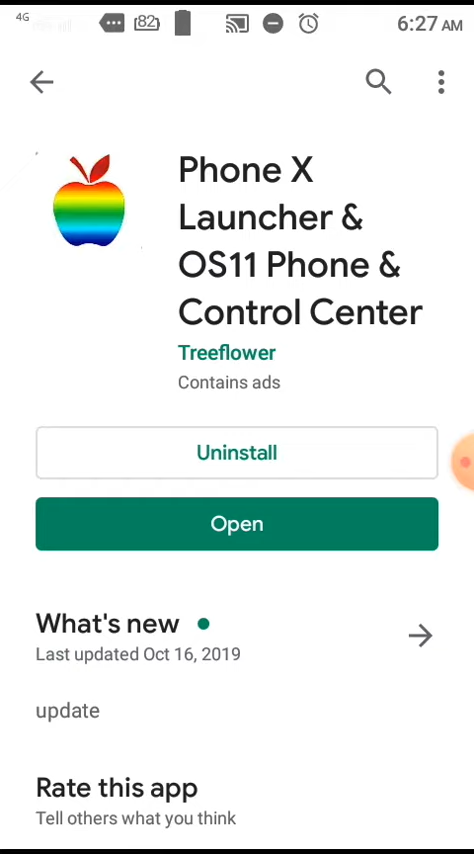 4G 82 6:27 AM
Phone X
Launcher &
OS11 Phone &
Control Center
Treeflower
Contains ads
Uninstall
Open
What's new
Last updated Oct 16, 2019
update
Rate this app
Tell others what you think